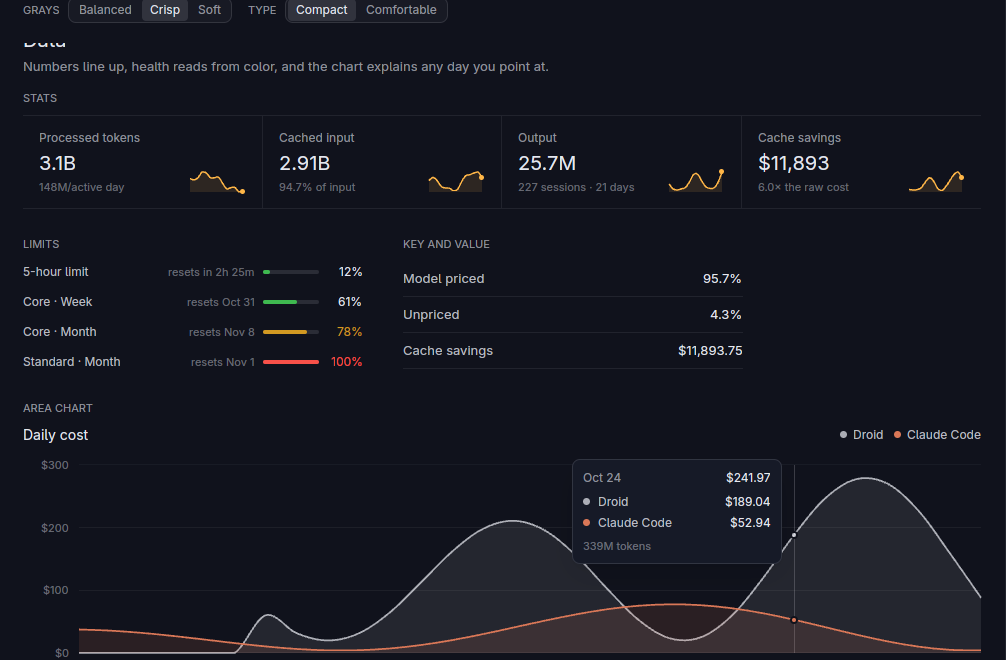 GRAYS Balanced Crisp Soft TYPE Compact Comfortable
Data
Numbers line up, health reads from color, and the chart explains any day you point at.
STATS
Processed tokens
3.1B
148M/active day
Cached input
2.91B
94.7% of input
Output
25.7M
227 sessions · 21 days
Cache savings
$11,893
6.0× the raw cost
LIMITS
5-hour limit resets in 2h 25m 12%
Core · Week resets Oct 31 61%
Core · Month resets Nov 8 78%
Standard · Month resets Nov 1 100%
KEY AND VALUE
Model priced 95.7%
Unpriced 4.3%
Cache savings $11,893.75
AREA CHART
Daily cost
Droid Claude Code
$300
$200
$100
$0
Oct 24 $241.97
Droid $189.04
Claude Code $52.94
339M tokens